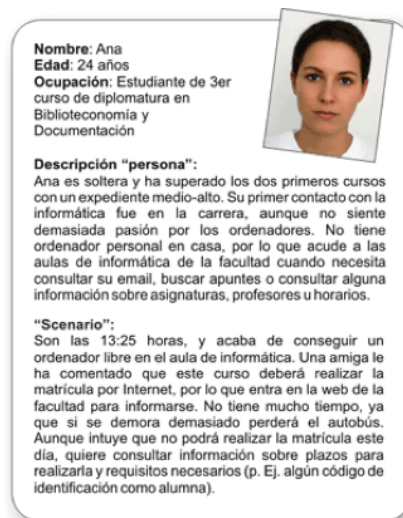 Nombre: Ana
Edad: 24 años
Ocupación: Estudiante de 3er
curso de diplomatura en
Biblioteconomía y
Documentación
Descripción “persona”:
Ana es soltera y ha superado los dos primeros cursos
con un expediente medio-alto. Su primer contacto con la
informática fue en la carrera, aunque no siente
demasiada pasión por los ordenadores. No tiene
ordenador personal en casa, por lo que acude a las
aulas de informática de la facultad cuando necesita
consultar su email, buscar apuntes o consultar alguna
información sobre asignaturas, profesores u horarios.
“Scenario”:
Son las 13:25 horas, y acaba de conseguir un
ordenador libre en el aula de informática. Una amiga le
ha comentado que este curso deberá realizar la
matrícula por Internet, por lo que entra en la web de la
facultad para informarse. No tiene mucho tiempo, ya
que si se demora demasiado perderá el autobús.
Aunque intuye que no podrá realizar la matrícula este
día, quiere consultar información sobre plazos para
realizarla y requisitos necesarios (p. Ej. algún código de
identificación como alumna).